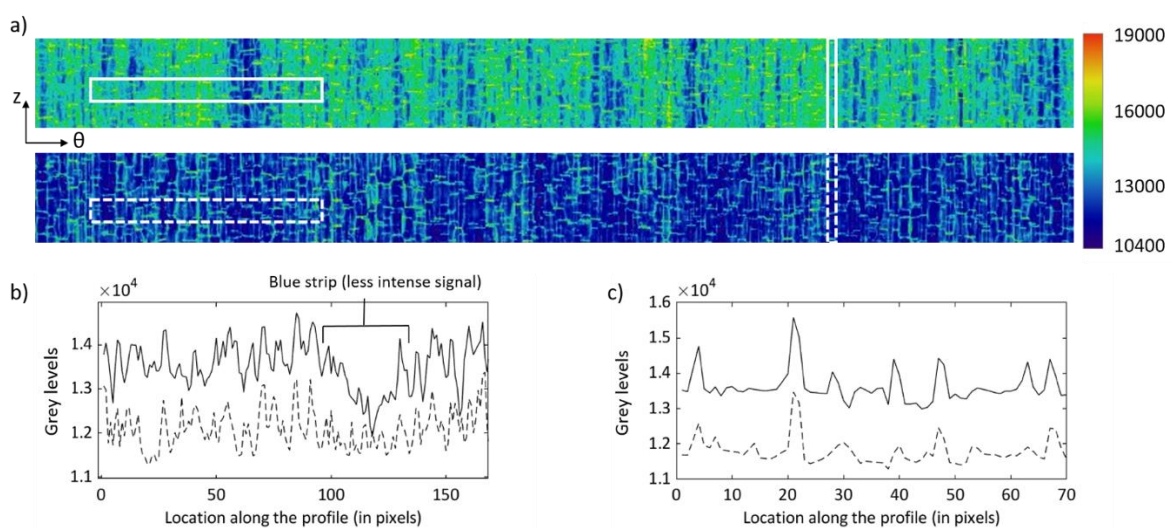 a)
z
θ
19000
16000
13000
10400
b)
×10⁴
Blue strip (less intense signal)
1.4
1.3
1.2
1.1
Grey levels
0
50
100
150
Location along the profile (in pixels)
c)
×10⁴
1.6
1.5
1.4
1.3
1.2
1.1
Grey levels
0
10
20
30
40
50
60
70
Location along the profile (in pixels)